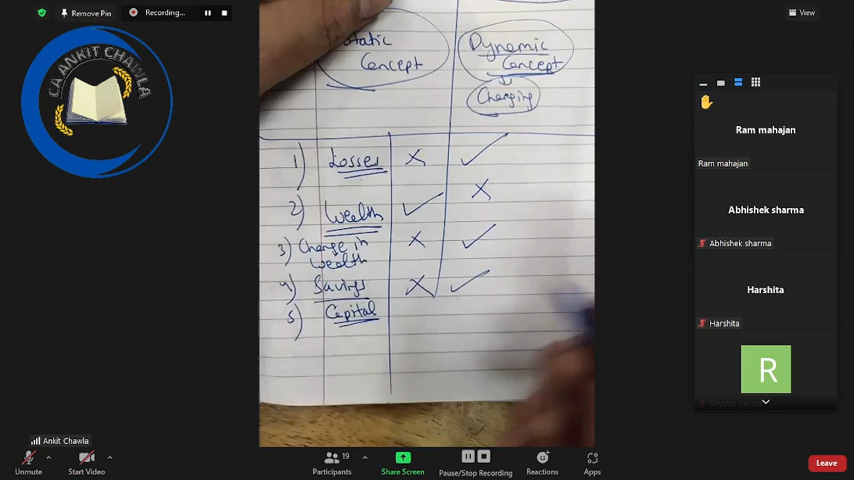 Remove Pin
Recording...
View
CA ANKIT CHAWLA
Static
Concept
Dynamic
Concept
Changing
1) Losses
2) Wealth
3) Change in
Wealth
4) Savings
5) Capital
Ram mahajan
Ram mahajan
Abhishek sharma
Abhishek sharma
Harshita
Harshita
R
Ankit Chawla
Unmute
Start Video
19
Participants
Share Screen
Pause/Stop Recording
Reactions
Apps
Leave